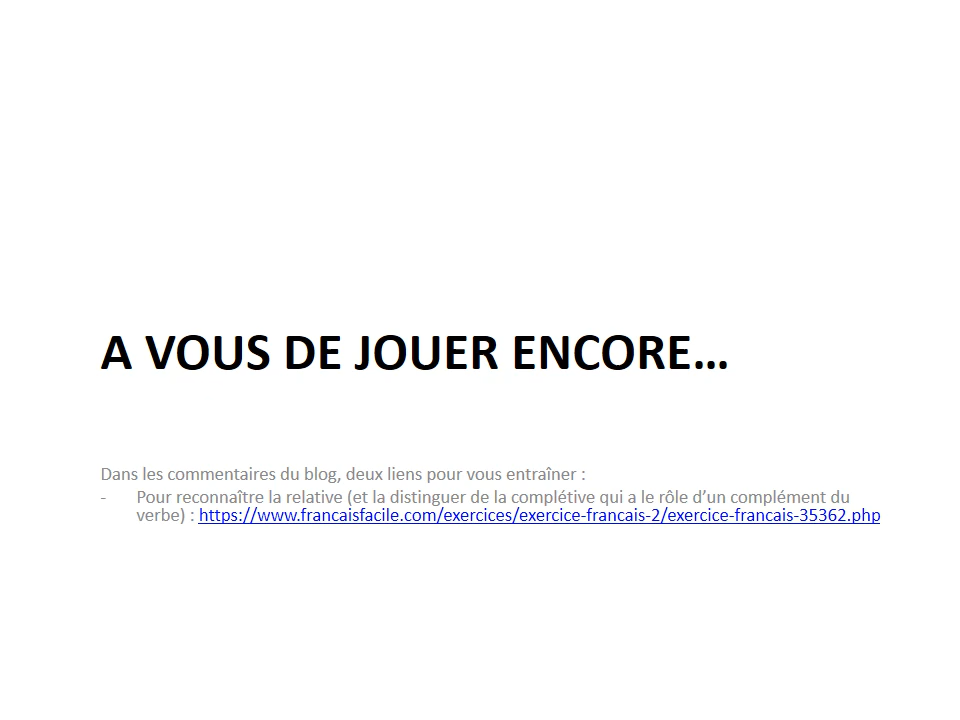 A VOUS DE JOUER ENCORE…
Dans les commentaires du blog, deux liens pour vous entraîner :
- Pour reconnaître la relative (et la distinguer de la complétive qui a le rôle d’un complément du
verbe) : https://www.francaisfacile.com/exercices/exercice-francais-2/exercice-francais-35362.php